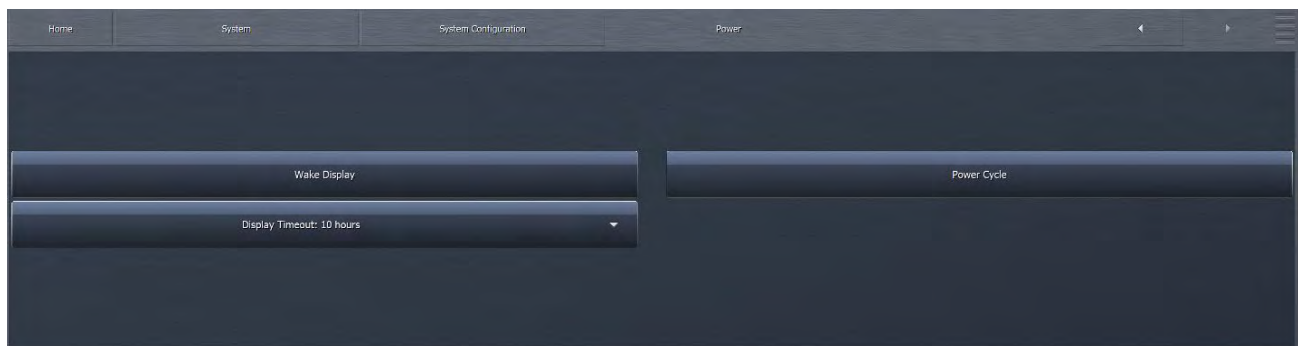 Home System System Configuration Power
Wake Display Power Cycle
Display Timeout: 10 hours